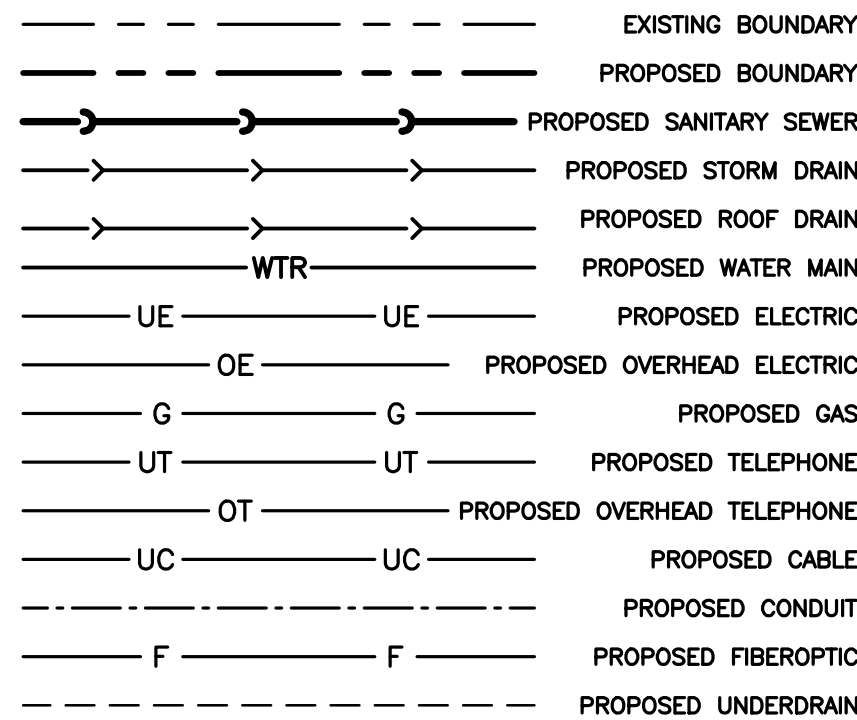 EXISTING BOUNDARY
PROPOSED BOUNDARY
PROPOSED SANITARY SEWER
PROPOSED STORM DRAIN
PROPOSED ROOF DRAIN
WTR PROPOSED WATER MAIN
UE UE PROPOSED ELECTRIC
OE PROPOSED OVERHEAD ELECTRIC
G G PROPOSED GAS
UT UT PROPOSED TELEPHONE
OT PROPOSED OVERHEAD TELEPHONE
UC UC PROPOSED CABLE
PROPOSED CONDUIT
F F PROPOSED FIBEROPTIC
PROPOSED UNDERDRAIN